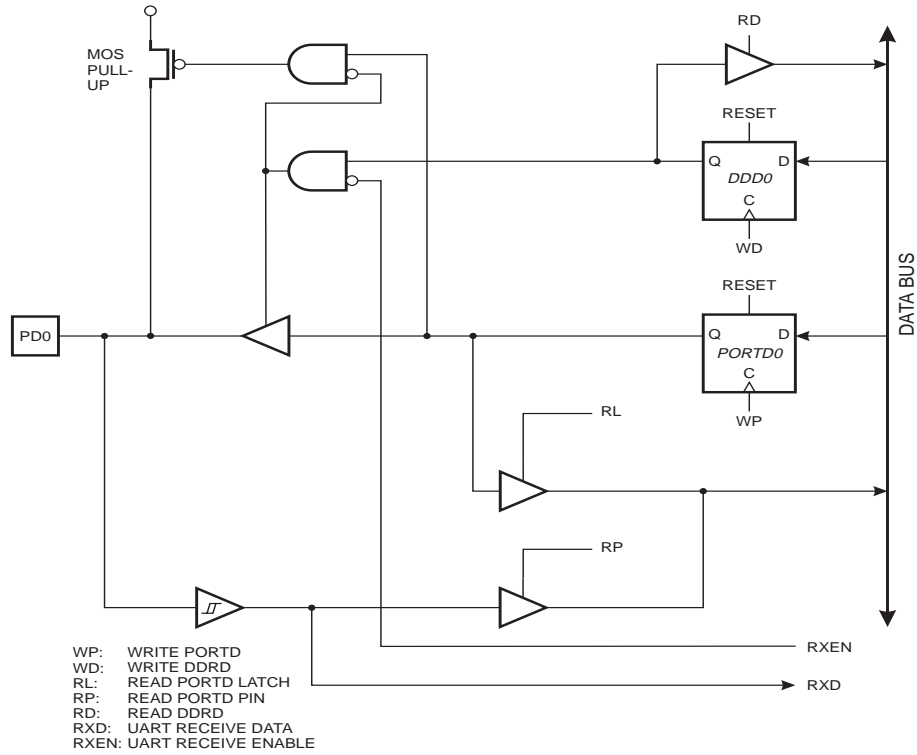 RD
MOS
PULL-
UP
RESET
Q D
DDD0
C
WD
DATA BUS
RESET
PD0
Q D
PORTD0
C
WP
RL
RP
RXEN
RXD
WP: WRITE PORTD
WD: WRITE DDRD
RL: READ PORTD LATCH
RP: READ PORTD PIN
RD: READ DDRD
RXD: UART RECEIVE DATA
RXEN: UART RECEIVE ENABLE